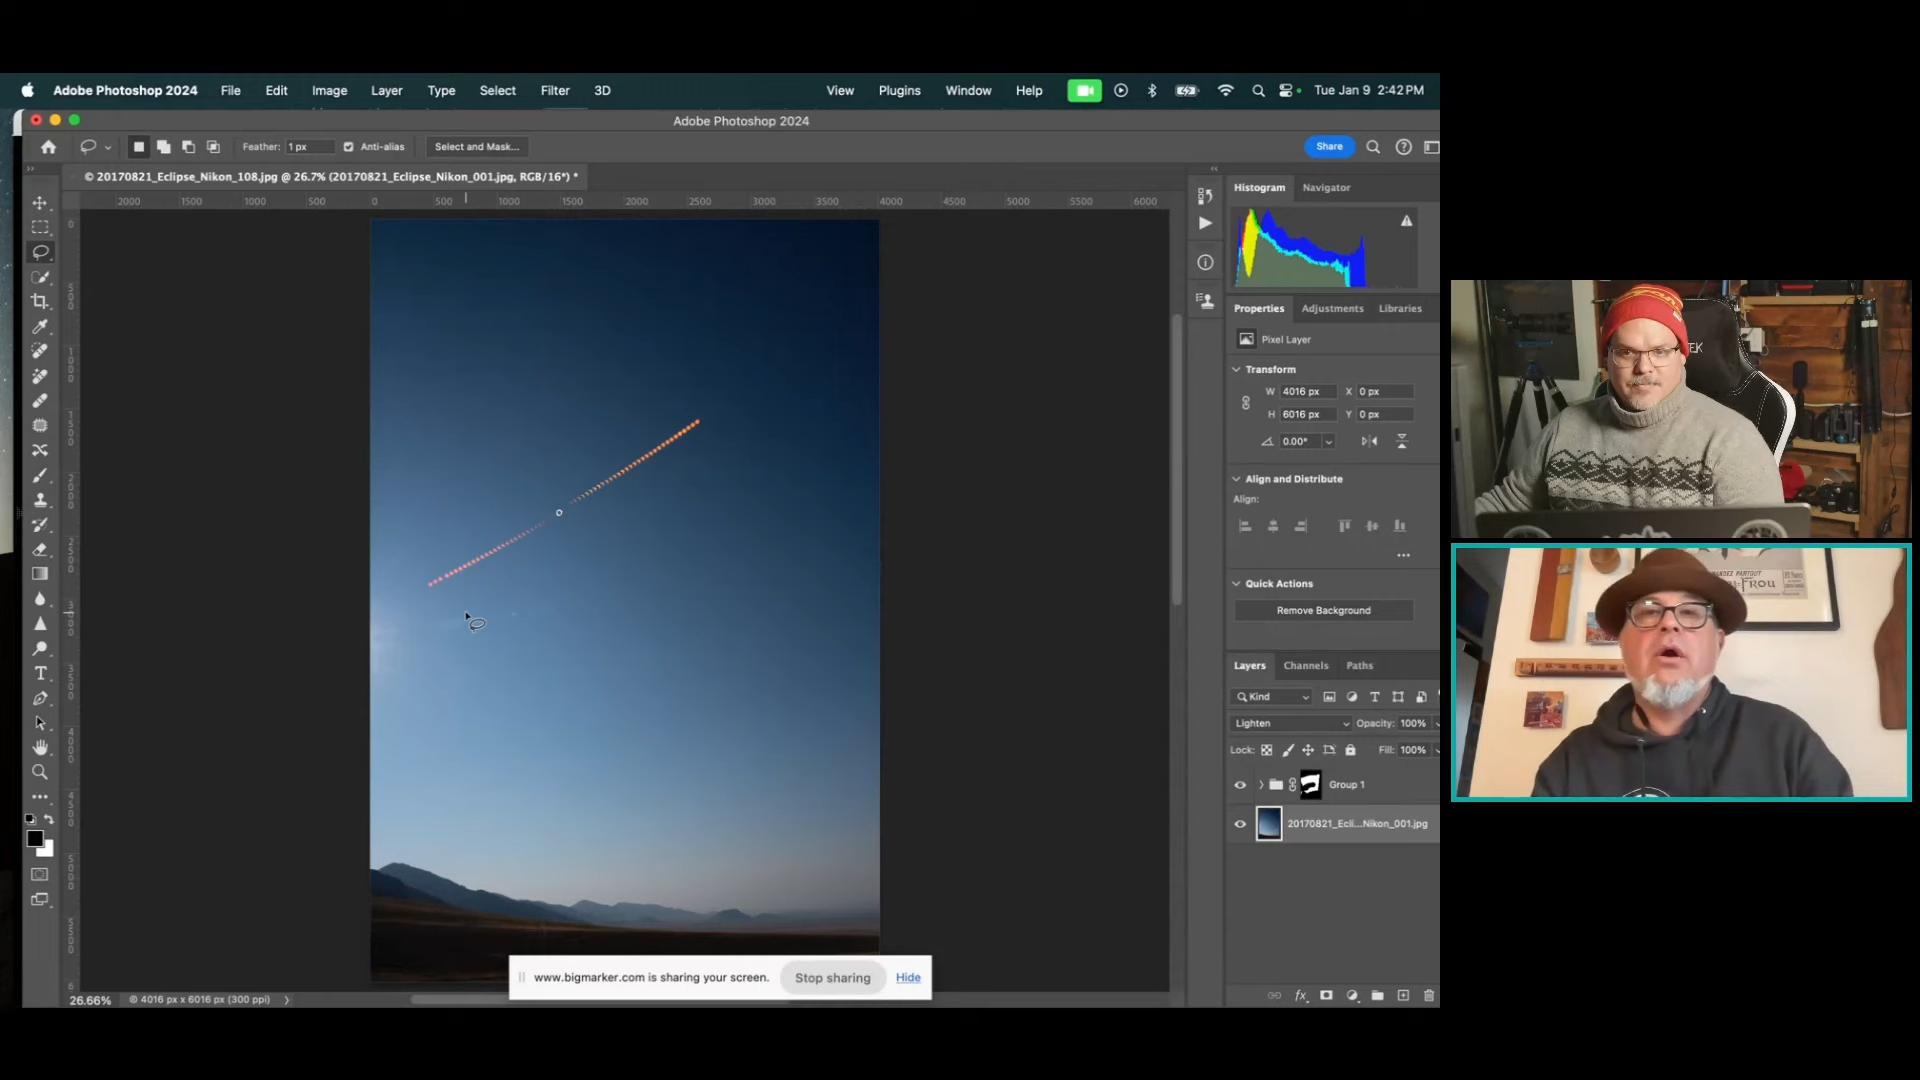 Adobe Photoshop 2024 File Edit Image Layer Type Select Filter 3D View Plugins Window Help Tue Jan 9 2:42 PM
Adobe Photoshop 2024
Feather: 1 px Anti-alias Select and Mask... Share
© 20170821_Eclipse_Nikon_108.jpg @ 26.7% (20170821_Eclipse_Nikon_001.jpg, RGB/16*) *
2000 1500 1000 500 0 500 1000 1500 2000 2500 3000 3500 4000 4500 5000 5500 6000
Histogram Navigator
Properties Adjustments Libraries
Pixel Layer
Transform
W 4016 px X 0 px
H 6016 px Y 0 px
0.00°
Align and Distribute
Align:
Quick Actions
Remove Background
Layers Channels Paths
Kind
Lighten Opacity: 100%
Lock: Fill: 100%
Group 1
20170821_Ecli...Nikon_001.jpg
www.bigmarker.com is sharing your screen. Stop sharing Hide
26.66% © 4016 px x 6016 px (300 ppi)